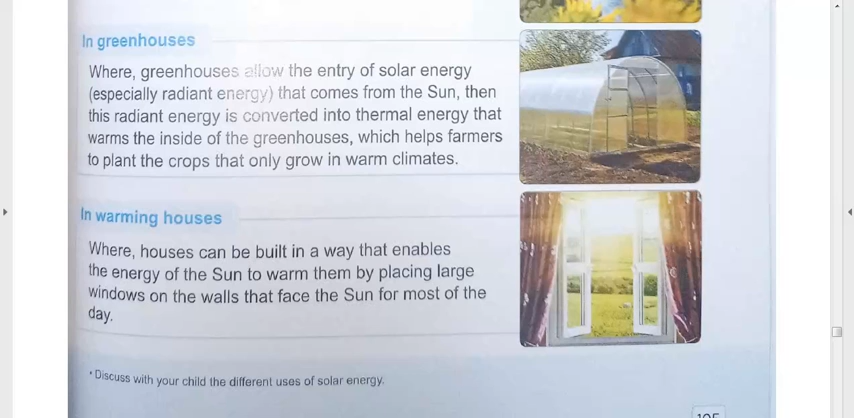 In greenhouses
Where, greenhouses allow the entry of solar energy
(especially radiant energy) that comes from the Sun, then
this radiant energy is converted into thermal energy that
warms the inside of the greenhouses, which helps farmers
to plant the crops that only grow in warm climates.
In warming houses
Where, houses can be built in a way that enables
the energy of the Sun to warm them by placing large
windows on the walls that face the Sun for most of the
day.
* Discuss with your child the different uses of solar energy.